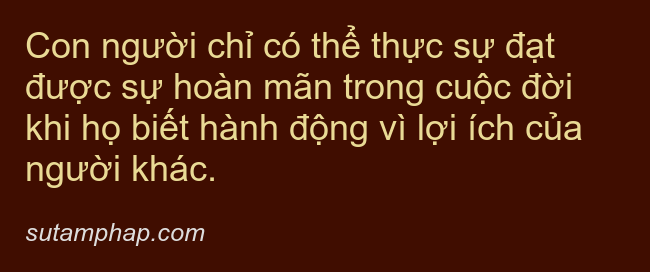 Con người chỉ có thể thực sự đạt
được sự hoàn mãn trong cuộc đời
khi họ biết hành động vì lợi ích của
người khác.
sutamphap.com